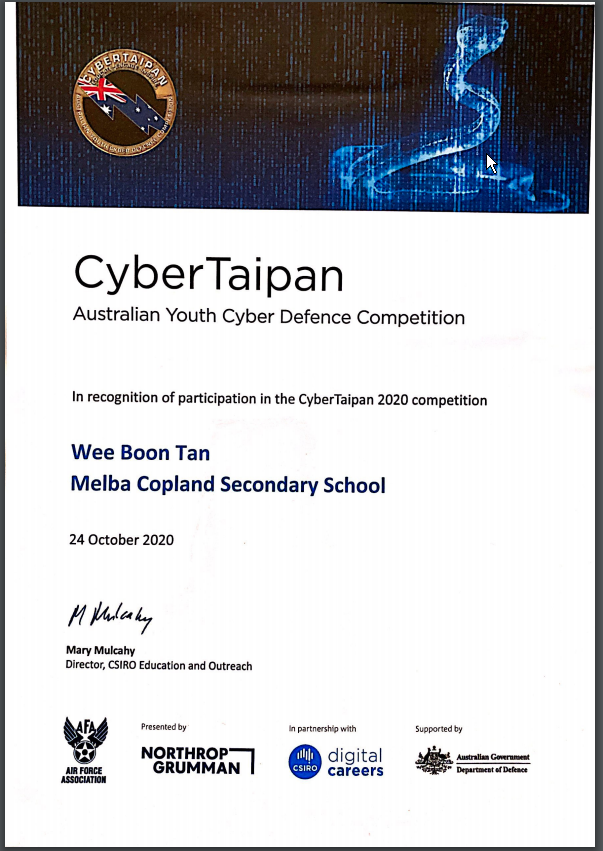 CYBERTAIPAN
CyberTaipan
Australian Youth Cyber Defence Competition
In recognition of participation in the CyberTaipan 2020 competition
Wee Boon Tan
Melba Copland Secondary School
24 October 2020
M Mulcahy
Mary Mulcahy
Director, CSIRO Education and Outreach
AFA
AIR FORCE
ASSOCIATION
Presented by
NORTHROP
GRUMMAN
In partnership with
CSIRO
digital
careers
Supported by
Australian Government
Department of Defence